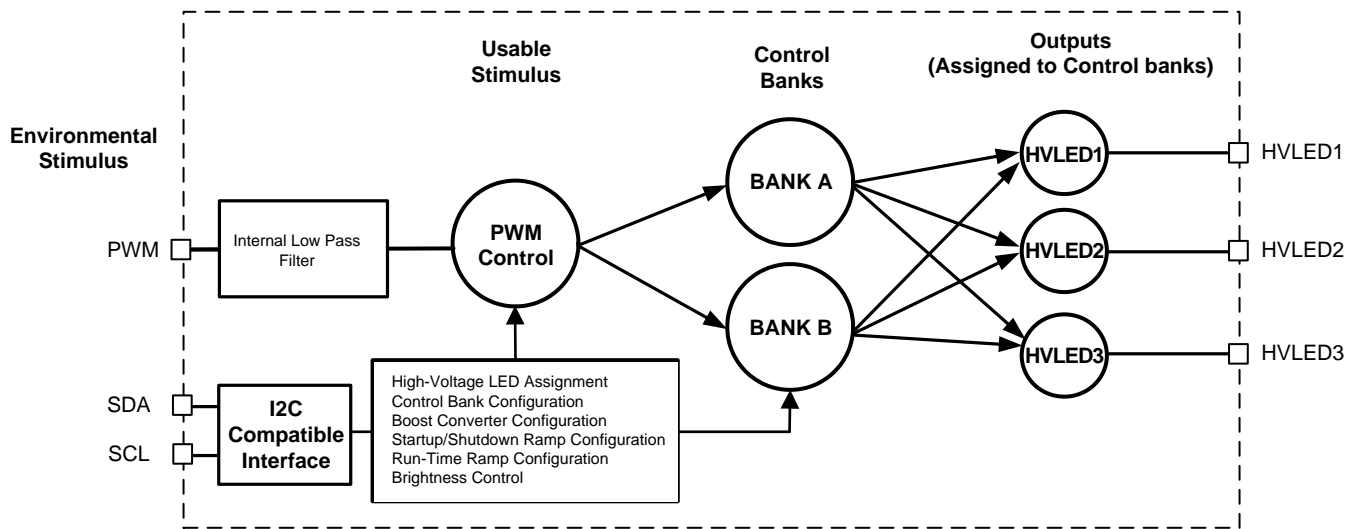 Usable
Stimulus
Control
Banks
Outputs
(Assigned to Control banks)
Environmental
Stimulus
PWM
Internal Low Pass
Filter
PWM
Control
BANK A
BANK B
HVLED1
HVLED2
HVLED3
HVLED1
HVLED2
HVLED3
SDA
SCL
I2C
Compatible
Interface
High-Voltage LED Assignment
Control Bank Configuration
Boost Converter Configuration
Startup/Shutdown Ramp Configuration
Run-Time Ramp Configuration
Brightness Control